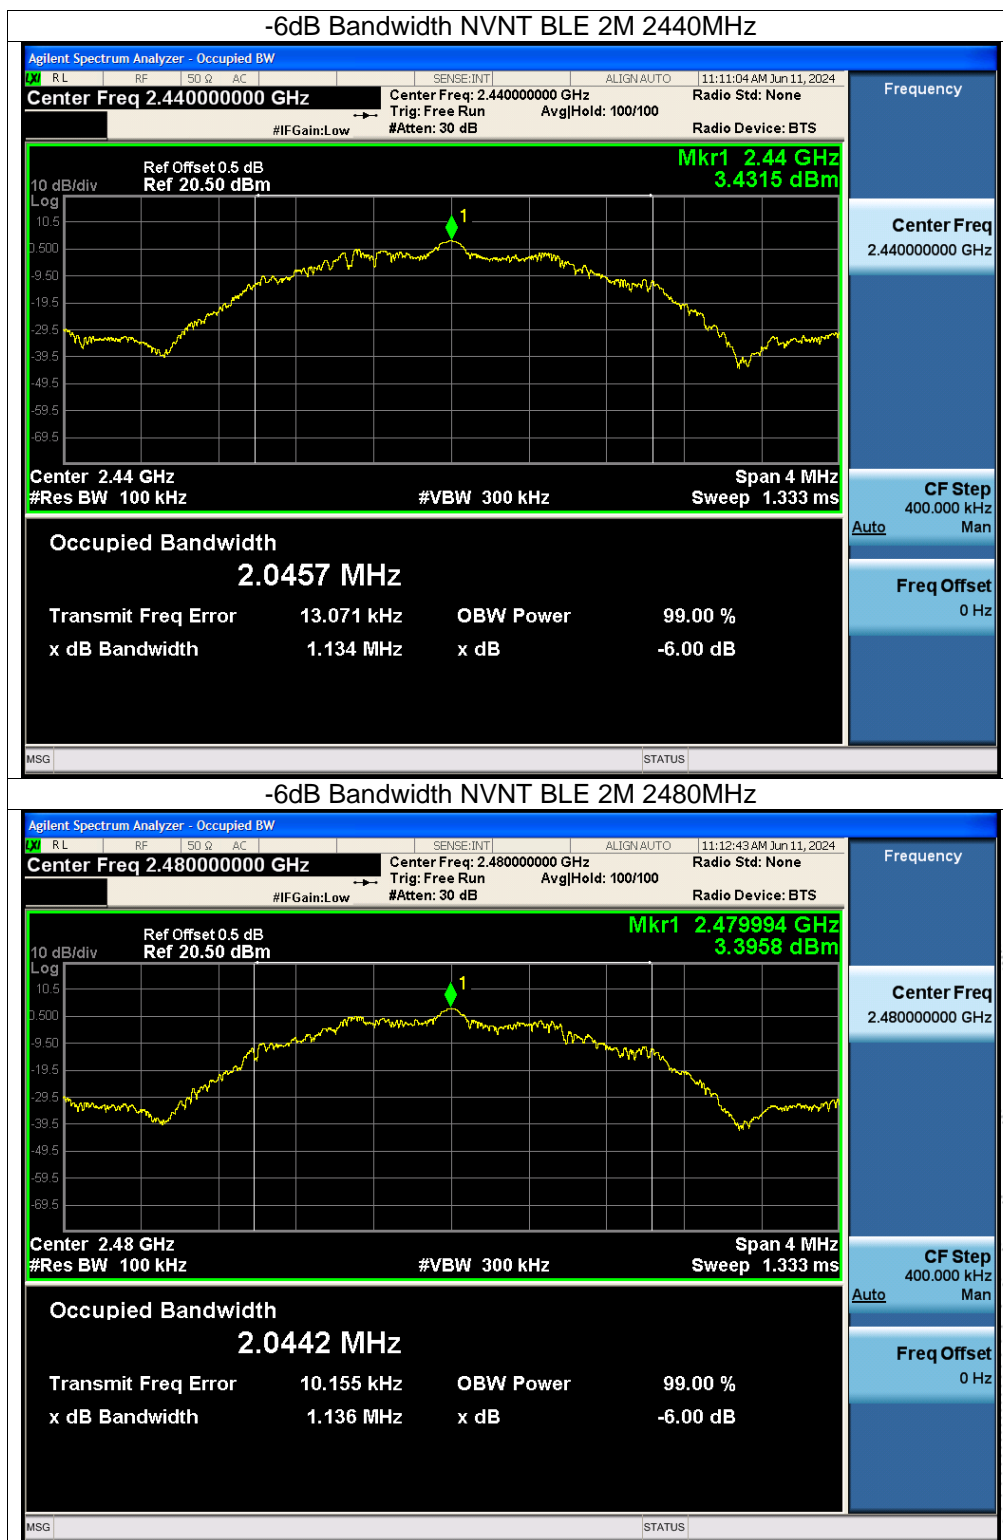 -6dB Bandwidth NVNT BLE 2M 2440MHz
Agilent Spectrum Analyzer - Occupied BW
LXI RL RF 50 Ω AC SENSE:INT ALIGN AUTO 11:11:04 AM Jun 11, 2024
Center Freq 2.440000000 GHz Center Freq: 2.440000000 GHz Radio Std: None
Trig: Free Run Avg|Hold: 100/100
#IFGain:Low #Atten: 30 dB Radio Device: BTS
Frequency
Ref Offset 0.5 dB Mkr1 2.44 GHz
10 dB/div Ref 20.50 dBm 3.4315 dBm
Log
1
10.5
0.500
-9.50
-19.5
-29.5
-39.5
-49.5
-59.5
-69.5
Center 2.44 GHz Span 4 MHz
#Res BW 100 kHz #VBW 300 kHz Sweep 1.333 ms
Occupied Bandwidth
2.0457 MHz
Transmit Freq Error 13.071 kHz OBW Power 99.00 %
x dB Bandwidth 1.134 MHz x dB -6.00 dB
Center Freq
2.440000000 GHz
CF Step
400.000 kHz
Auto Man
Freq Offset
0 Hz
MSG STATUS
-6dB Bandwidth NVNT BLE 2M 2480MHz
Agilent Spectrum Analyzer - Occupied BW
LXI RL RF 50 Ω AC SENSE:INT ALIGN AUTO 11:12:43 AM Jun 11, 2024
Center Freq 2.480000000 GHz Center Freq: 2.480000000 GHz Radio Std: None
Trig: Free Run Avg|Hold: 100/100
#IFGain:Low #Atten: 30 dB Radio Device: BTS
Frequency
Ref Offset 0.5 dB Mkr1 2.479994 GHz
10 dB/div Ref 20.50 dBm 3.3958 dBm
Log
1
10.5
0.500
-9.50
-19.5
-29.5
-39.5
-49.5
-59.5
-69.5
Center 2.48 GHz Span 4 MHz
#Res BW 100 kHz #VBW 300 kHz Sweep 1.333 ms
Occupied Bandwidth
2.0442 MHz
Transmit Freq Error 10.155 kHz OBW Power 99.00 %
x dB Bandwidth 1.136 MHz x dB -6.00 dB
Center Freq
2.480000000 GHz
CF Step
400.000 kHz
Auto Man
Freq Offset
0 Hz
MSG STATUS